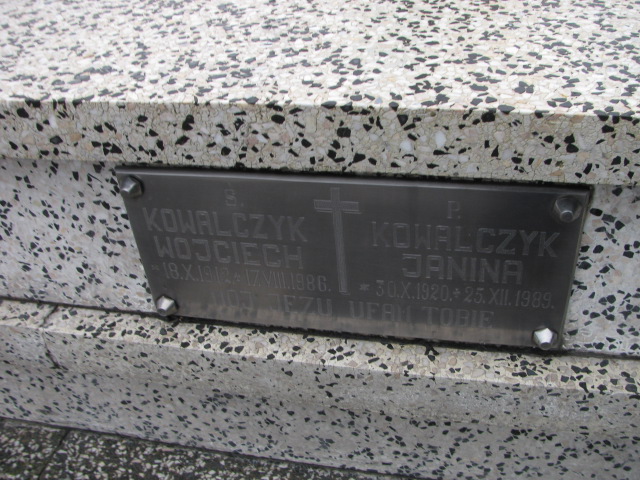 Ś. P.
KOWALCZYK KOWALCZYK
WOJCIECH JANINA
✝ 17.VIII.1986. * 30.X.1920. ✝ 25.XII.1989.
JEZU UFAM TOBIE